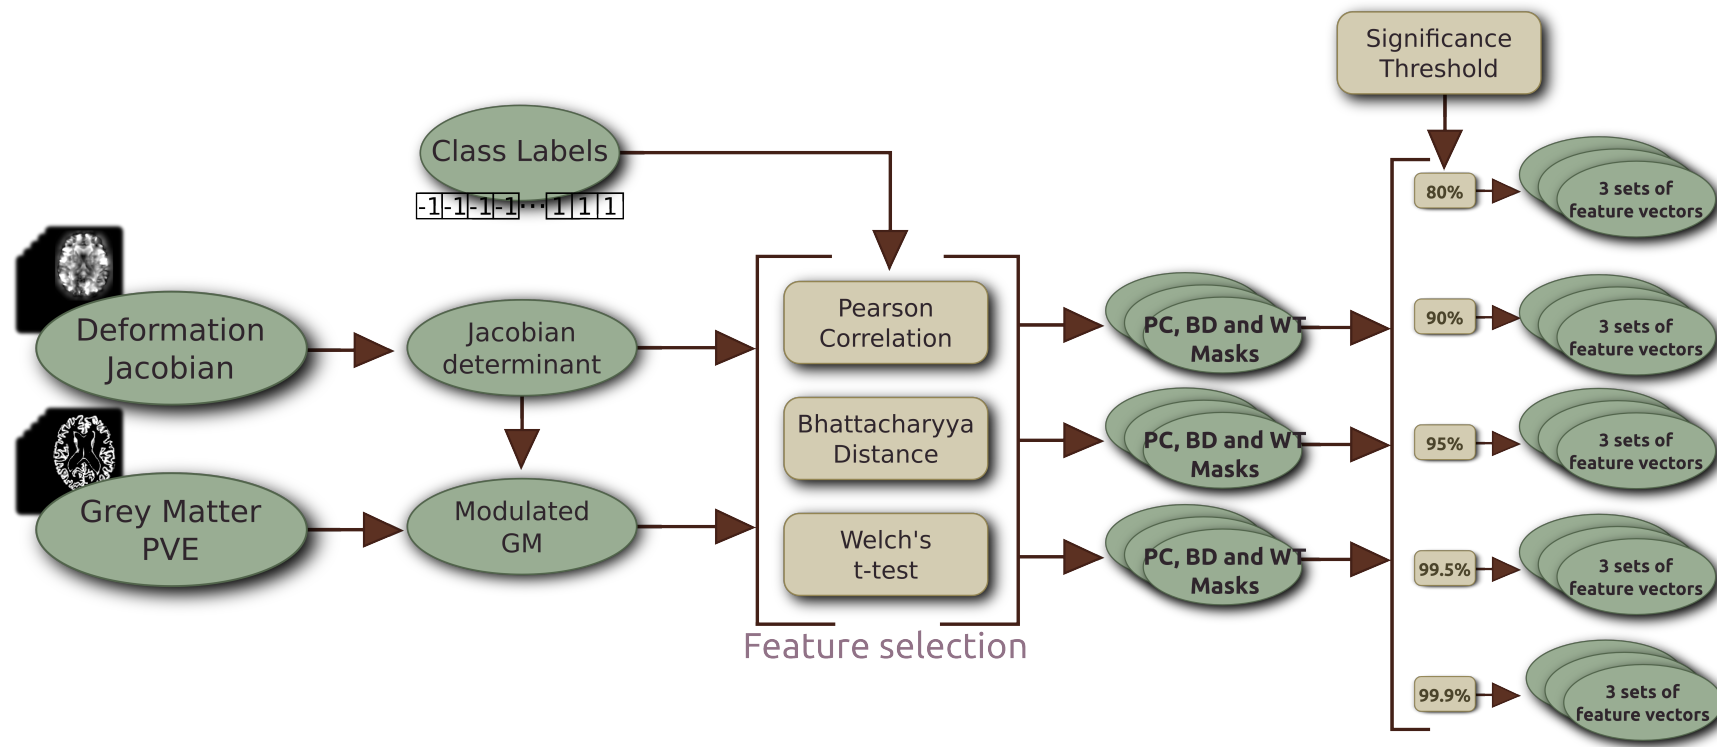 Significance
Threshold
Class Labels
-1 -1 -1 -1 ... 1 1 1
Deformation
Jacobian
Jacobian
determinant
Grey Matter
PVE
Modulated
GM
Pearson
Correlation
Bhattacharyya
Distance
Welch's
t-test
Feature selection
PC, BD and WT
Masks
PC, BD and WT
Masks
PC, BD and WT
Masks
80%
3 sets of
feature vectors
90%
3 sets of
feature vectors
95%
3 sets of
feature vectors
99.5%
3 sets of
feature vectors
99.9%
3 sets of
feature vectors